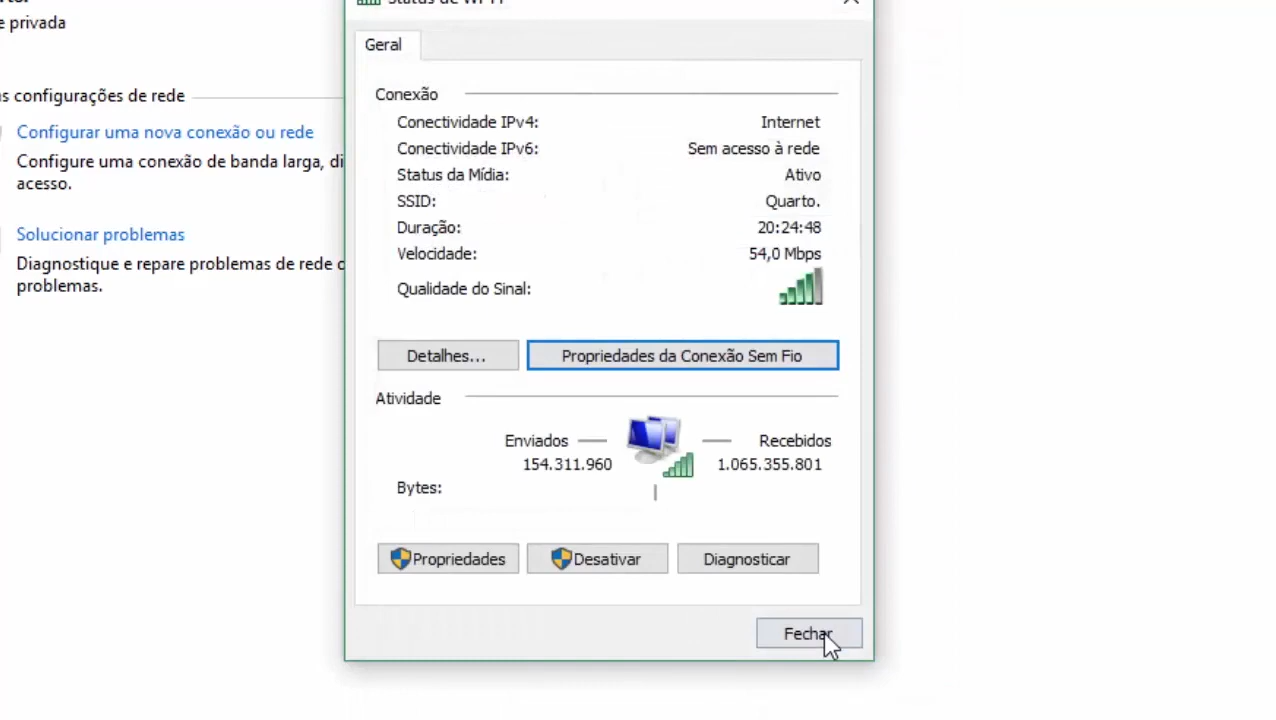 e privada
Geral
s configurações de rede
Configurar uma nova conexão ou rede
Configure uma conexão de banda larga, di
acesso.
Solucionar problemas
Diagnostique e repare problemas de rede
problemas.
Conexão
Conectividade IPv4: Internet
Conectividade IPv6: Sem acesso à rede
Status da Mídia: Ativo
SSID: Quarto.
Duração: 20:24:48
Velocidade: 54,0 Mbps
Qualidade do Sinal:
Detalhes... Propriedades da Conexão Sem Fio
Atividade
Enviados Recebidos
154.311.960 1.065.355.801
Bytes:
Propriedades Desativar Diagnosticar
Fechar